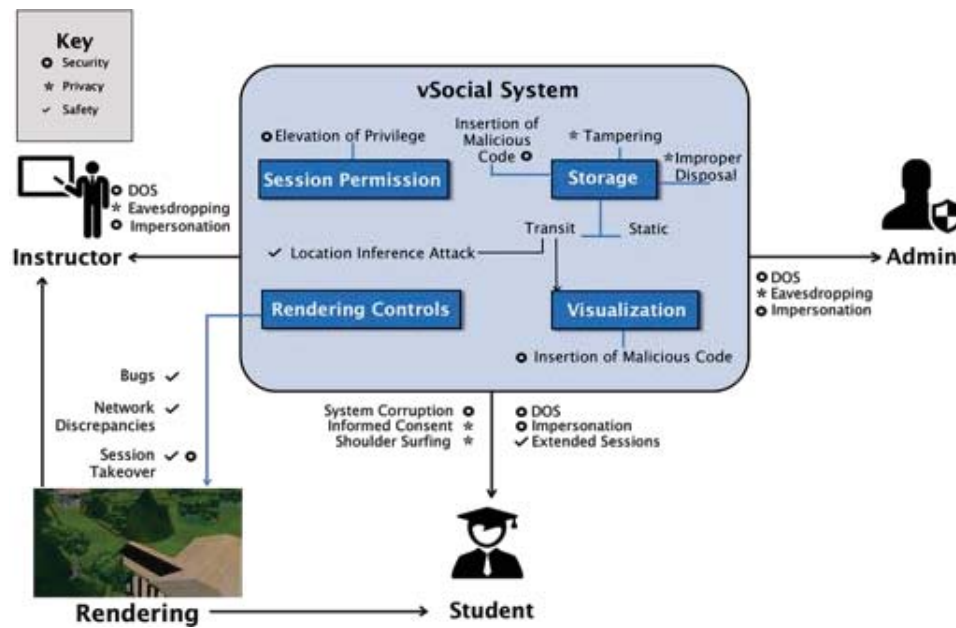 Key
Security
Privacy
Safety
vSocial System
Elevation of Privilege
Session Permission
Insertion of
Malicious
Code
Tampering
Storage
Improper
Disposal
Transit
Static
Location Inference Attack
Rendering Controls
Visualization
Insertion of Malicious Code
DOS
Eavesdropping
Impersonation
Instructor
Admin
DOS
Eavesdropping
Impersonation
Bugs
Network
Discrepancies
Session
Takeover
System Corruption
Informed Consent
Shoulder Surfing
DOS
Impersonation
Extended Sessions
Rendering
Student